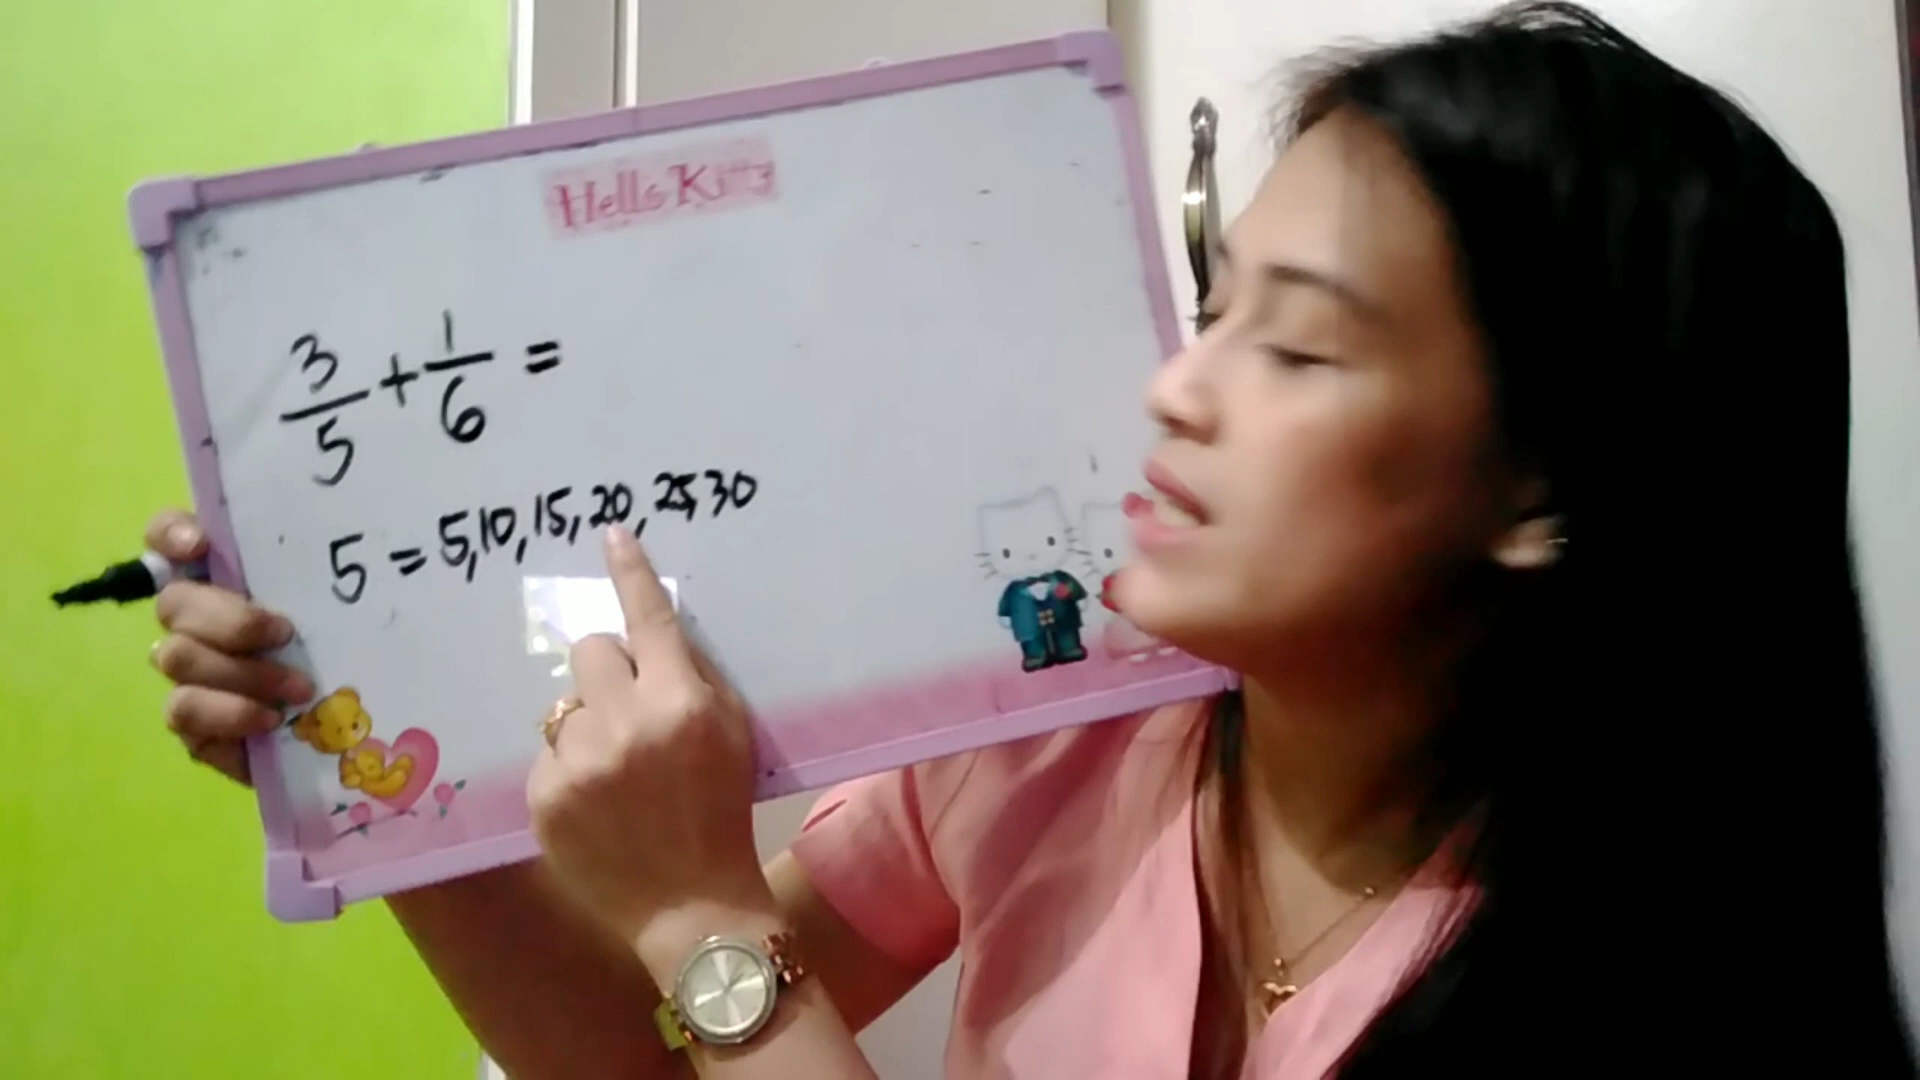 Hello Kitty
3/5 + 1/6 =
5 = 5,10,15,20,25,30